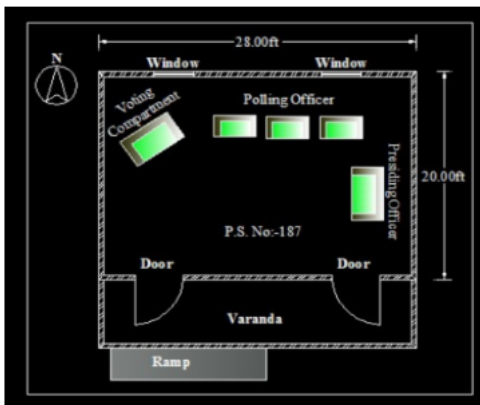 28.00ft
N
Window
Window
Voting
Compartment
Polling Officer
Presiding Officer
20.00ft
P.S. No:-187
Door
Door
Varanda
Ramp